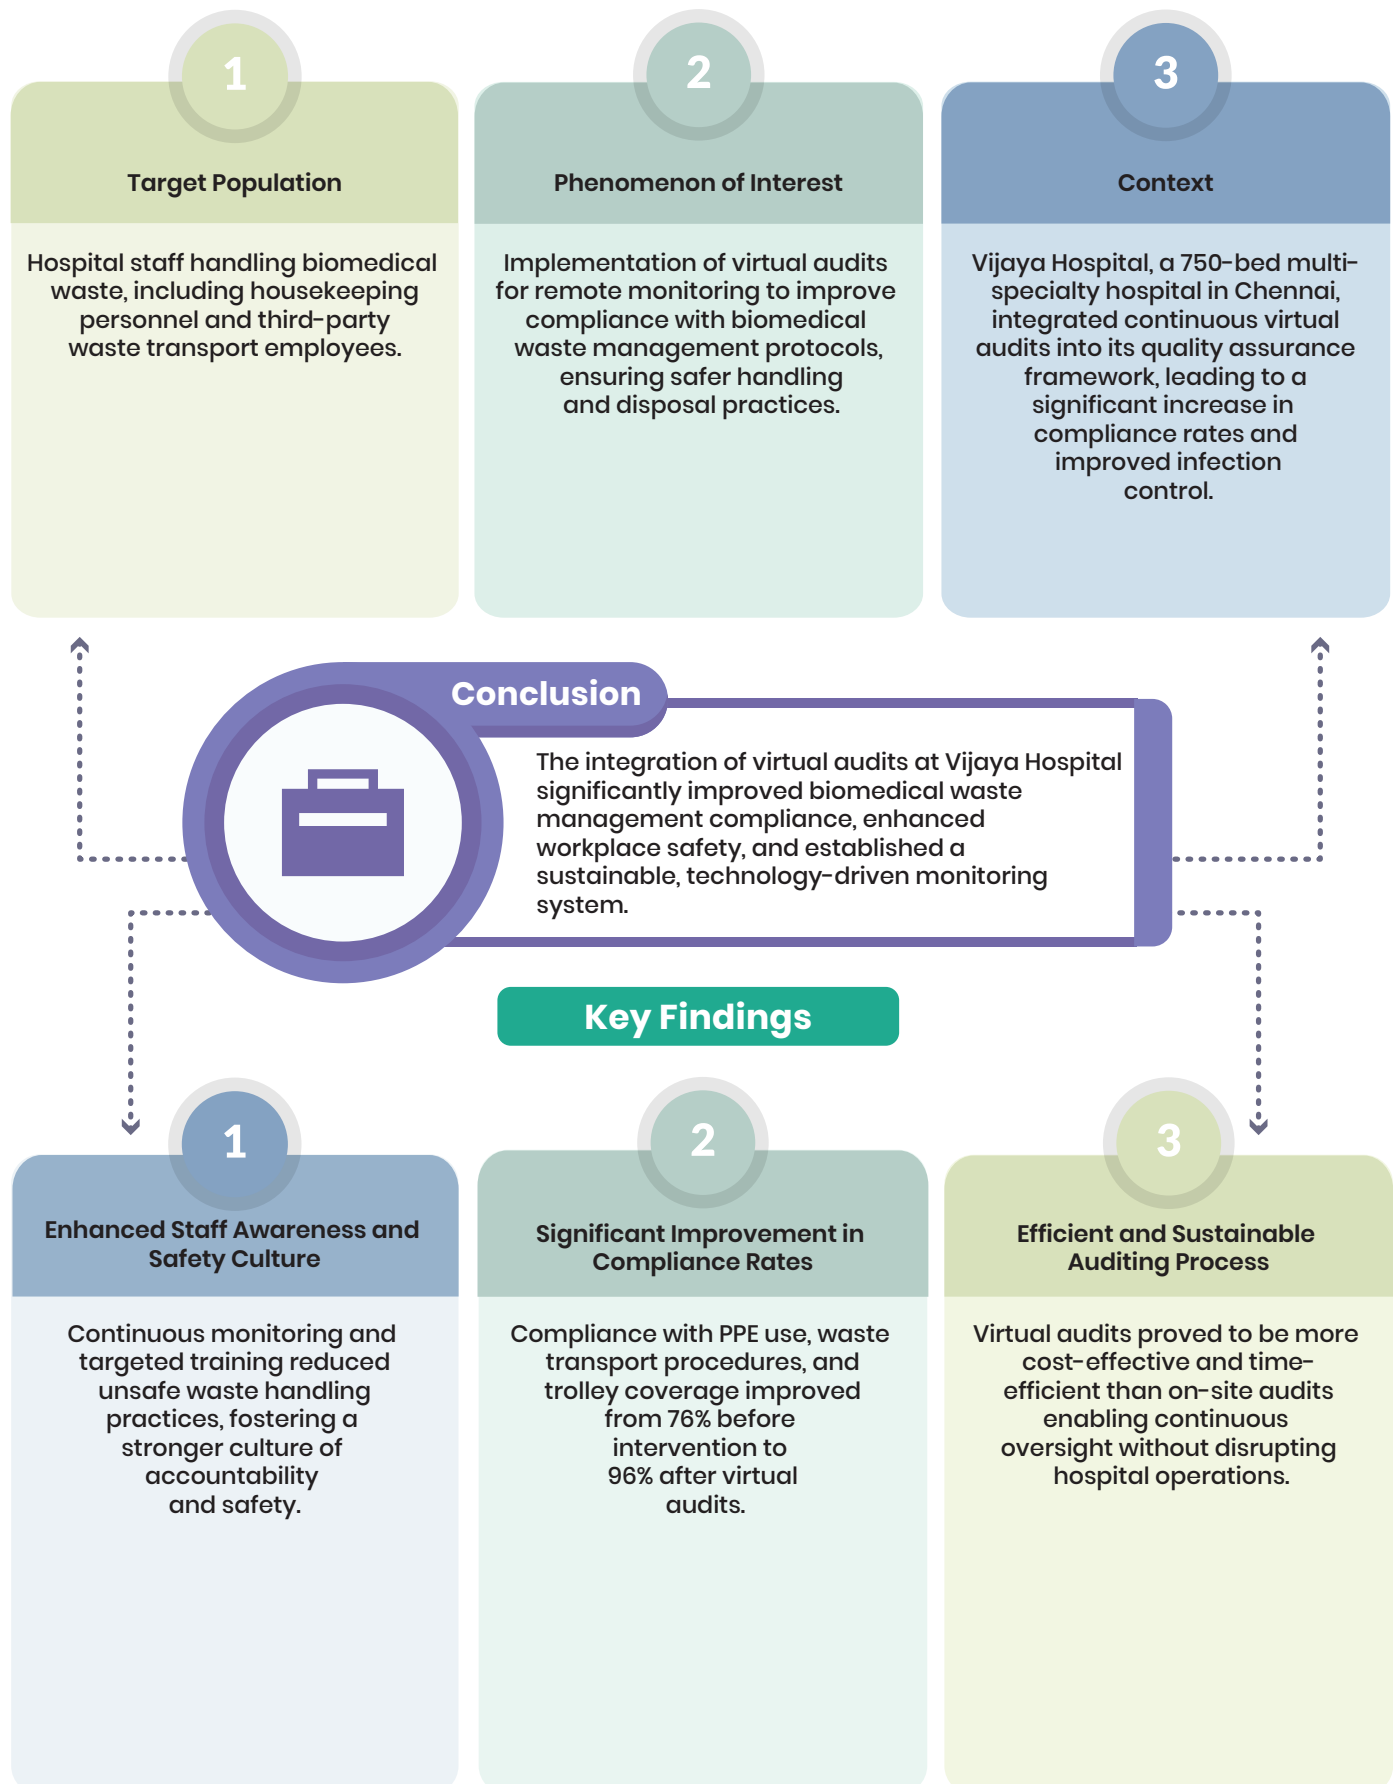 1
Target Population
Hospital staff handling biomedical
waste, including housekeeping
personnel and third-party
waste transport employees.
2
Phenomenon of Interest
Implementation of virtual audits
for remote monitoring to improve
compliance with biomedical
waste management protocols,
ensuring safer handling
and disposal practices.
3
Context
Vijaya Hospital, a 750-bed multi-
specialty hospital in Chennai,
integrated continuous virtual
audits into its quality assurance
framework, leading to a
significant increase in
compliance rates and
improved infection
control.
Conclusion
The integration of virtual audits at Vijaya Hospital
significantly improved biomedical waste
management compliance, enhanced
workplace safety, and established a
sustainable, technology-driven monitoring
system.
Key Findings
1
Enhanced Staff Awareness and
Safety Culture
Continuous monitoring and
targeted training reduced
unsafe waste handling
practices, fostering a
stronger culture of
accountability
and safety.
2
Significant Improvement in
Compliance Rates
Compliance with PPE use, waste
transport procedures, and
trolley coverage improved
from 76% before
intervention to
96% after virtual
audits.
3
Efficient and Sustainable
Auditing Process
Virtual audits proved to be more
cost-effective and time-
efficient than on-site audits
enabling continuous
oversight without disrupting
hospital operations.